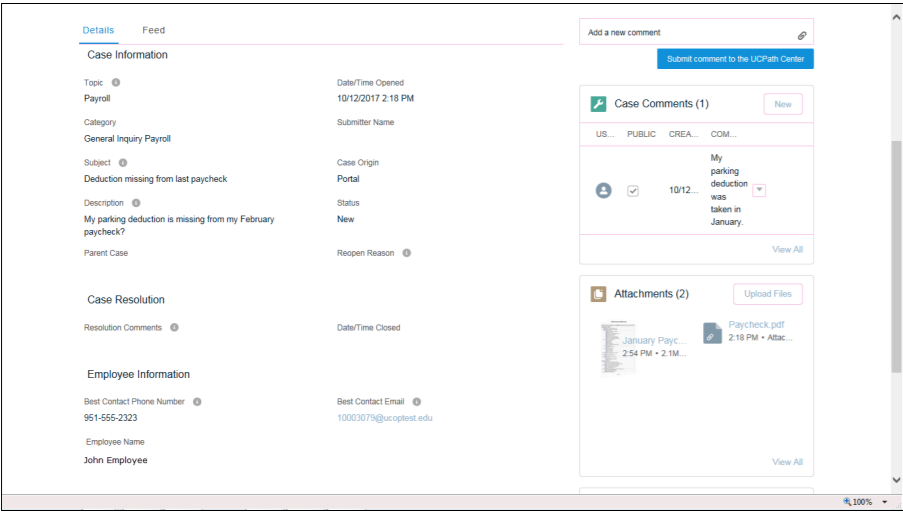 Details Feed
Case Information
Topic
Payroll
Date/Time Opened
10/12/2017 2:18 PM
Category
General Inquiry Payroll
Submitter Name
Subject
Deduction missing from last paycheck
Case Origin
Portal
Description
My parking deduction is missing from my February
paycheck?
Status
New
Parent Case
Reopen Reason
Case Resolution
Resolution Comments
Date/Time Closed
Employee Information
Best Contact Phone Number
951-555-2323
Best Contact Email
10003079@ucoptest.edu
Employee Name
John Employee
Add a new comment
Submit comment to the UCPath Center
Case Comments (1)
New
US... PUBLIC CREA... COM...
10/12...
My
parking
deduction
was
taken in
January.
View All
Attachments (2)
Upload Files
January Payc...
2:54 PM • 2.1M...
Paycheck.pdf
2:18 PM • Attac...
View All
100%